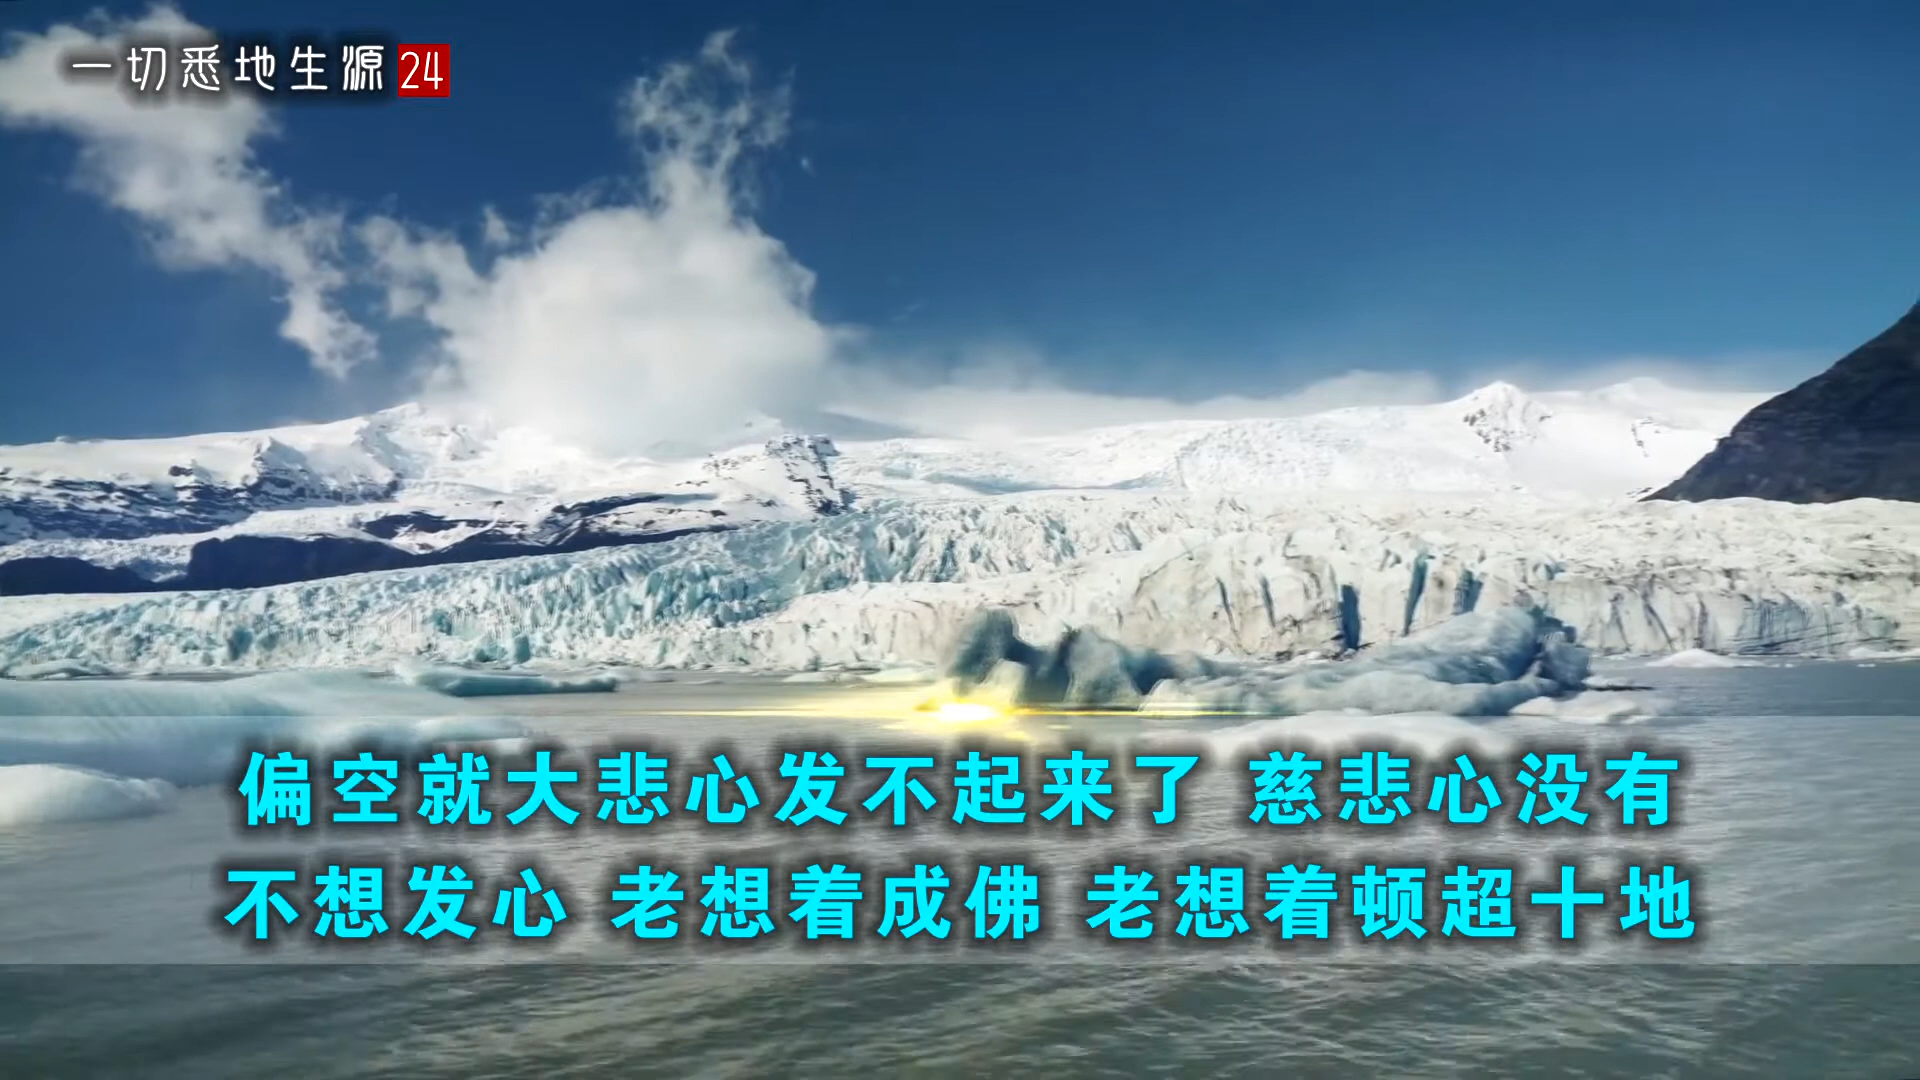 一切悉地生源24
偏空就大悲心发不起来了 慈悲心没有
不想发心 老想着成佛 老想着顿超十地